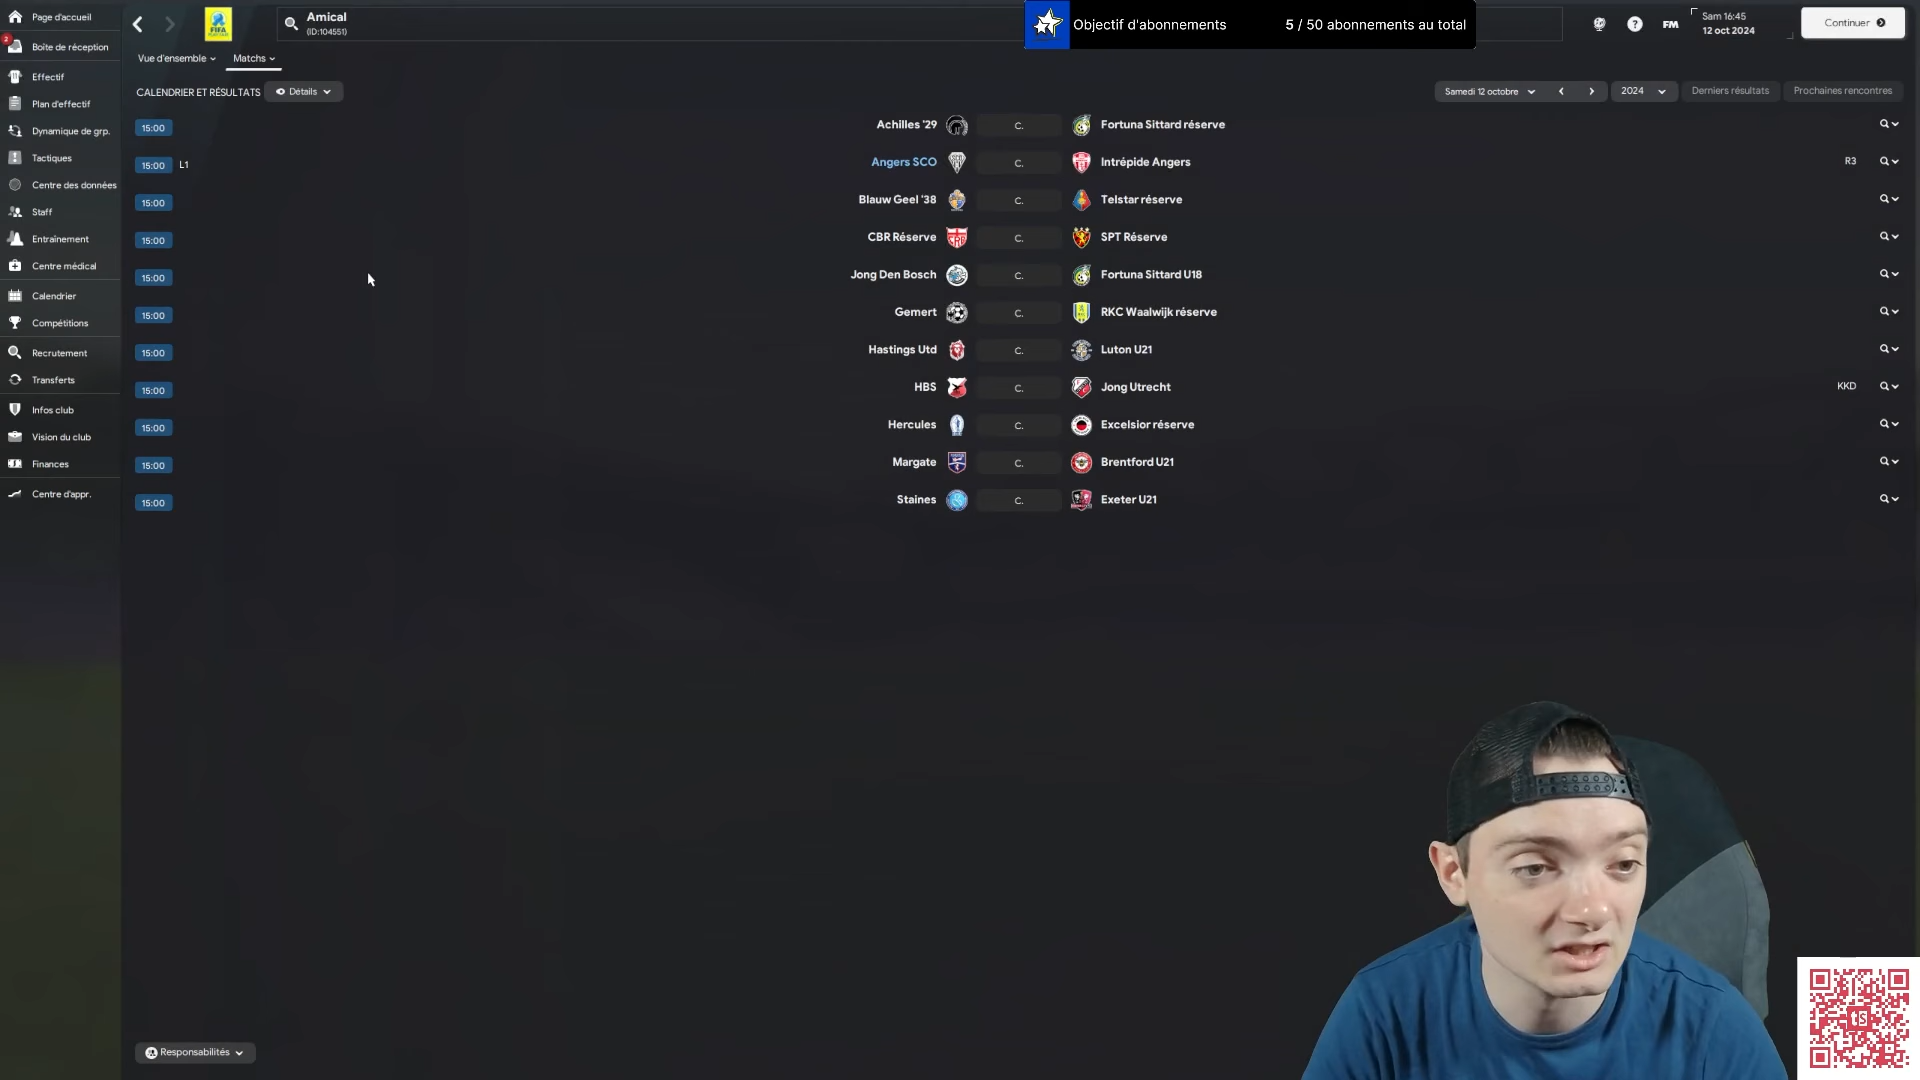 Page d'accueil
2
Boîte de réception
Effectif
Plan d'effectif
Dynamique de grp.
Tactiques
Centre des données
Staff
Entraînement
Centre médical
Calendrier
Compétitions
Recrutement
Transferts
Infos club
Vision du club
Finances
Centre d'appr.
FIFA
Amical
(ID:104551)
Objectif d'abonnements 5 / 50 abonnements au total
? FM
Sam 16:45
12 oct 2024
Continuer
Vue d'ensemble Matchs
CALENDRIER ET RÉSULTATS Détails
Samedi 12 octobre 2024 Derniers résultats Prochaines rencontres
15:00 Achilles '29 c. Fortuna Sittard réserve
15:00 L1 Angers SCO c. Intrépide Angers R3
15:00 Blauw Geel '38 c. Telstar réserve
15:00 CBR Réserve c. SPT Réserve
15:00 Jong Den Bosch c. Fortuna Sittard U18
15:00 Gemert c. RKC Waalwijk réserve
15:00 Hastings Utd c. Luton U21
15:00 HBS c. Jong Utrecht KKD
15:00 Hercules c. Excelsior réserve
15:00 Margate c. Brentford U21
15:00 Staines c. Exeter U21
Responsabilités
tS